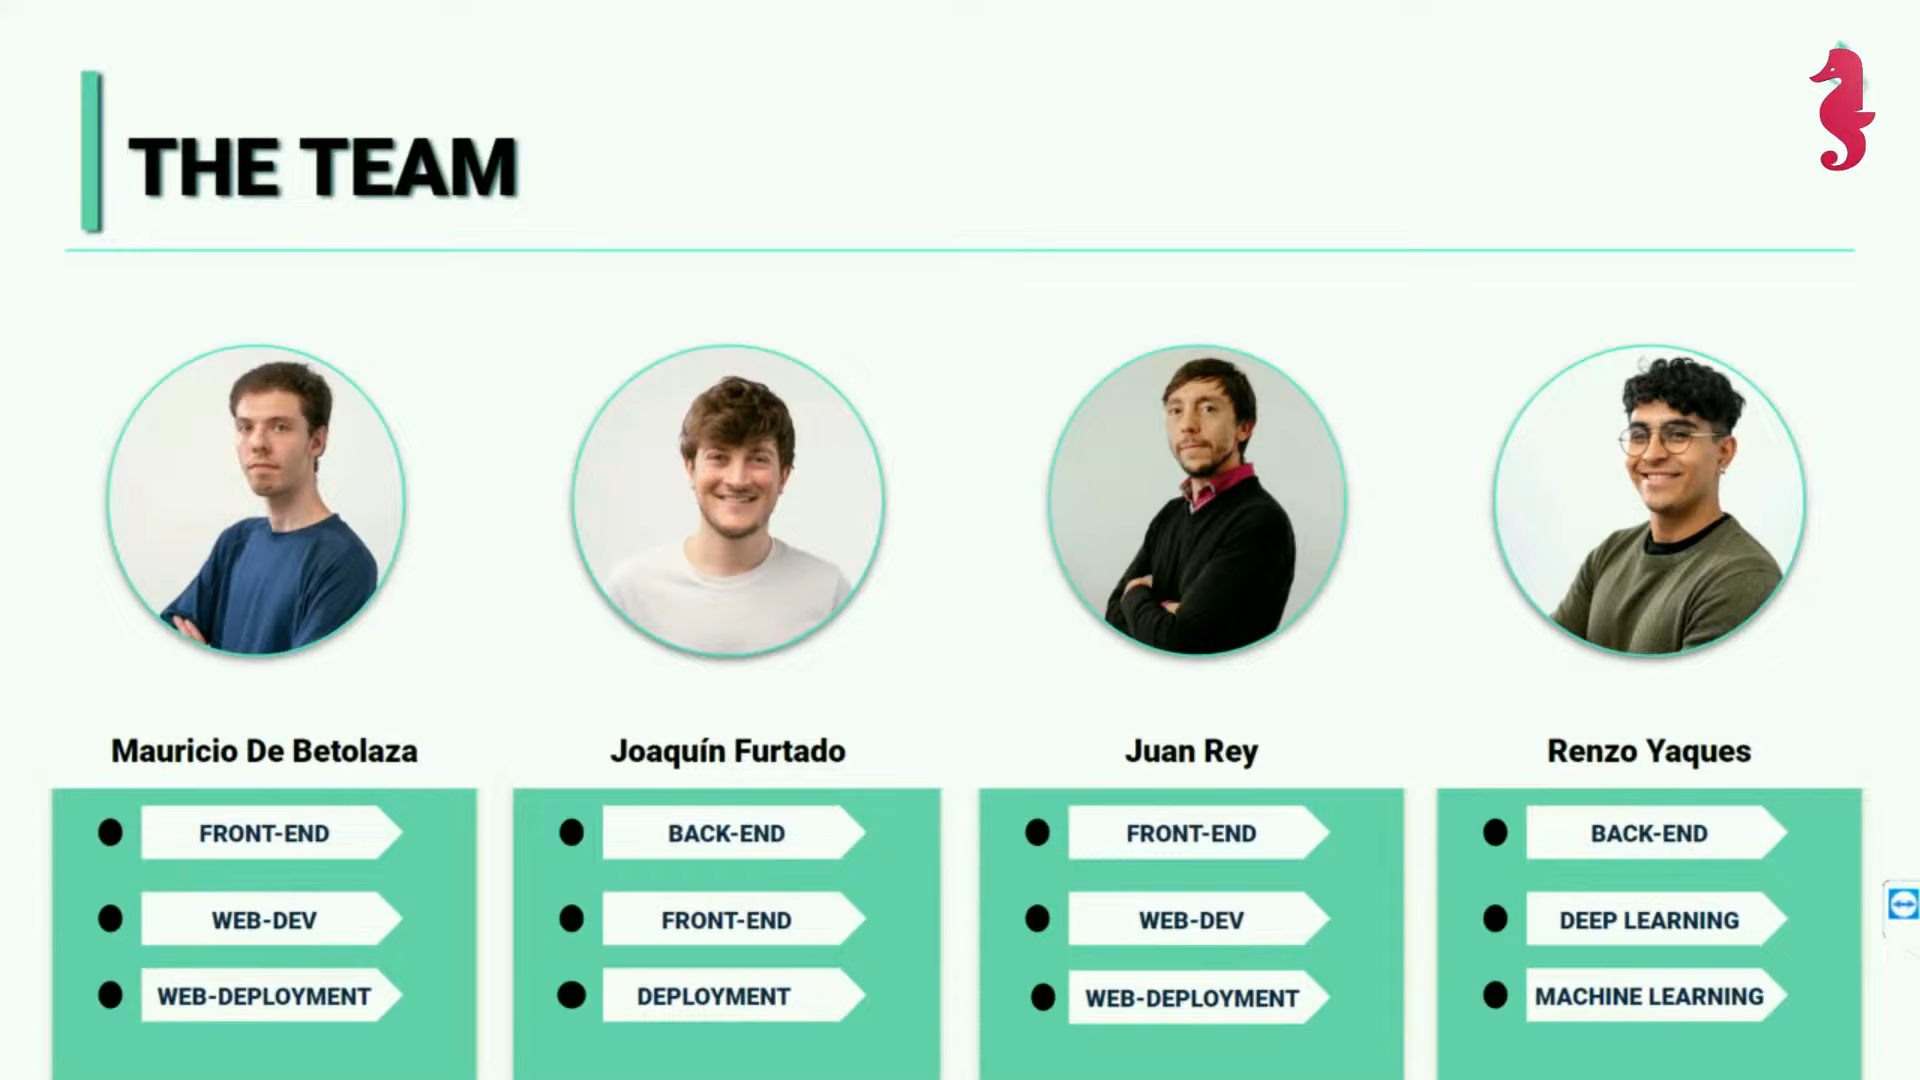 THE TEAM
Mauricio De Betolaza
FRONT-END
WEB-DEV
WEB-DEPLOYMENT
Joaquín Furtado
BACK-END
FRONT-END
DEPLOYMENT
Juan Rey
FRONT-END
WEB-DEV
WEB-DEPLOYMENT
Renzo Yaques
BACK-END
DEEP LEARNING
MACHINE LEARNING